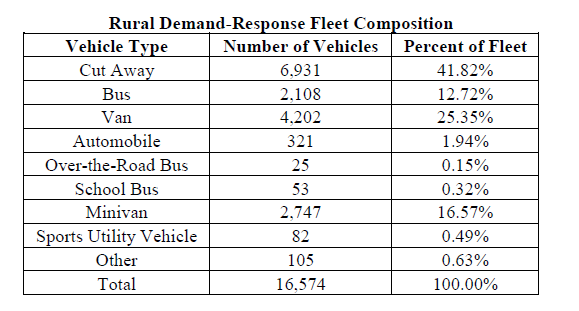 Rural Demand-Response Fleet Composition
Vehicle Type Number of Vehicles Percent of Fleet
Cut Away 6,931 41.82%
Bus 2,108 12.72%
Van 4,202 25.35%
Automobile 321 1.94%
Over-the-Road Bus 25 0.15%
School Bus 53 0.32%
Minivan 2,747 16.57%
Sports Utility Vehicle 82 0.49%
Other 105 0.63%
Total 16,574 100.00%